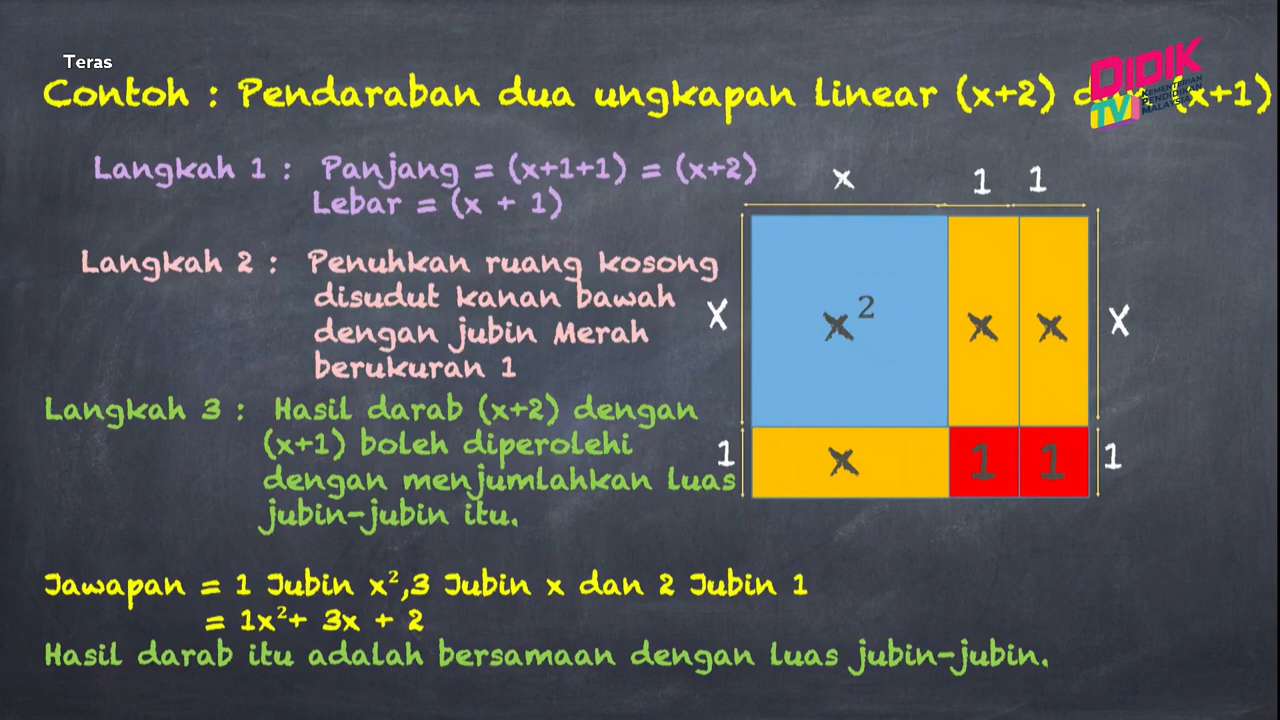 Teras
Contoh : Pendaraban dua ungkapan linear (x+2) (x+1)
DIDIK
TV
KEMENTERIAN
PENDIDIKAN
MALAYSIA
Langkah 1 : Panjang = (x+1+1) = (x+2)
Lebar = (x + 1)
Langkah 2 : Penuhkan ruang kosong
disudut kanan bawah
dengan jubin Merah
berukuran 1
Langkah 3 : Hasil darab (x+2) dengan
(x+1) boleh diperolehi
dengan menjumlahkan luas
jubin-jubin itu.
x 1 1
x x² x x x
1 x 1 1 1
Jawapan = 1 Jubin x²,3 Jubin x dan 2 Jubin 1
= 1x²+ 3x + 2
Hasil darab itu adalah bersamaan dengan luas jubin-jubin.